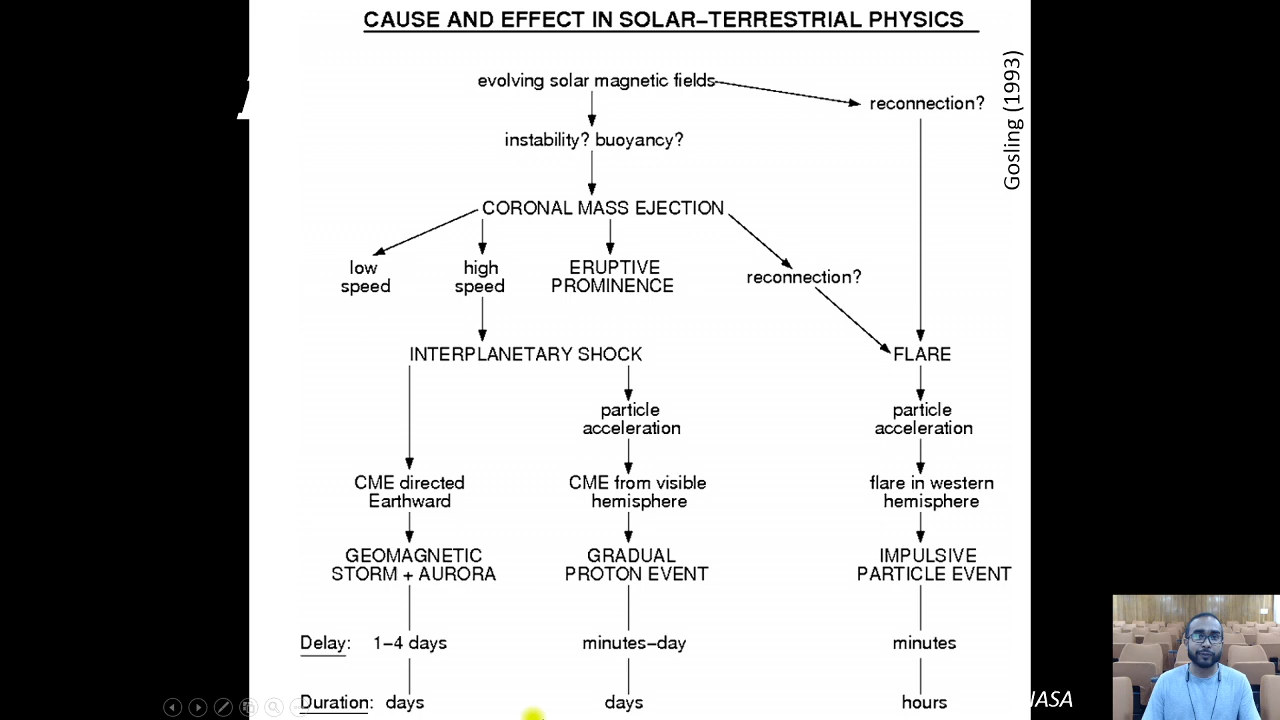 CAUSE AND EFFECT IN SOLAR–TERRESTRIAL PHYSICS
Gosling (1993)
evolving solar magnetic fields
reconnection?
instability? buoyancy?
CORONAL MASS EJECTION
low
speed
high
speed
ERUPTIVE
PROMINENCE
reconnection?
INTERPLANETARY SHOCK
FLARE
particle
acceleration
particle
acceleration
CME directed
Earthward
CME from visible
hemisphere
flare in western
hemisphere
GEOMAGNETIC
STORM + AURORA
GRADUAL
PROTON EVENT
IMPULSIVE
PARTICLE EVENT
Delay: 1–4 days minutes–day minutes
Duration: days days hours